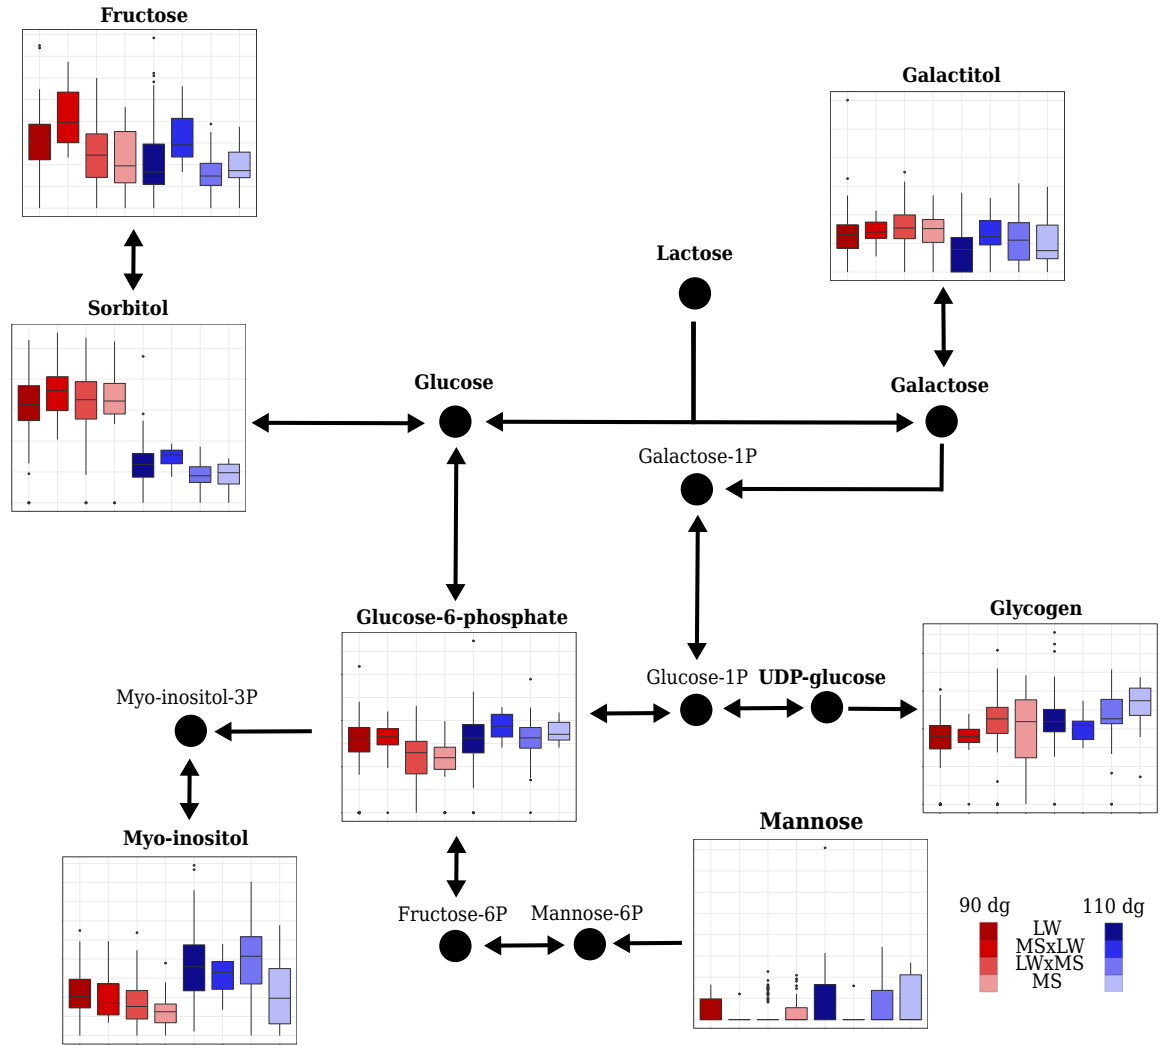 Fructose
Galactitol
Lactose
Sorbitol
Glucose
Galactose
Galactose-1P
Glucose-6-phosphate
Glycogen
Glucose-1P
UDP-glucose
Myo-inositol-3P
Mannose
Myo-inositol
Fructose-6P
Mannose-6P
90 dg
110 dg
LW
MSxLW
LWxMS
MS